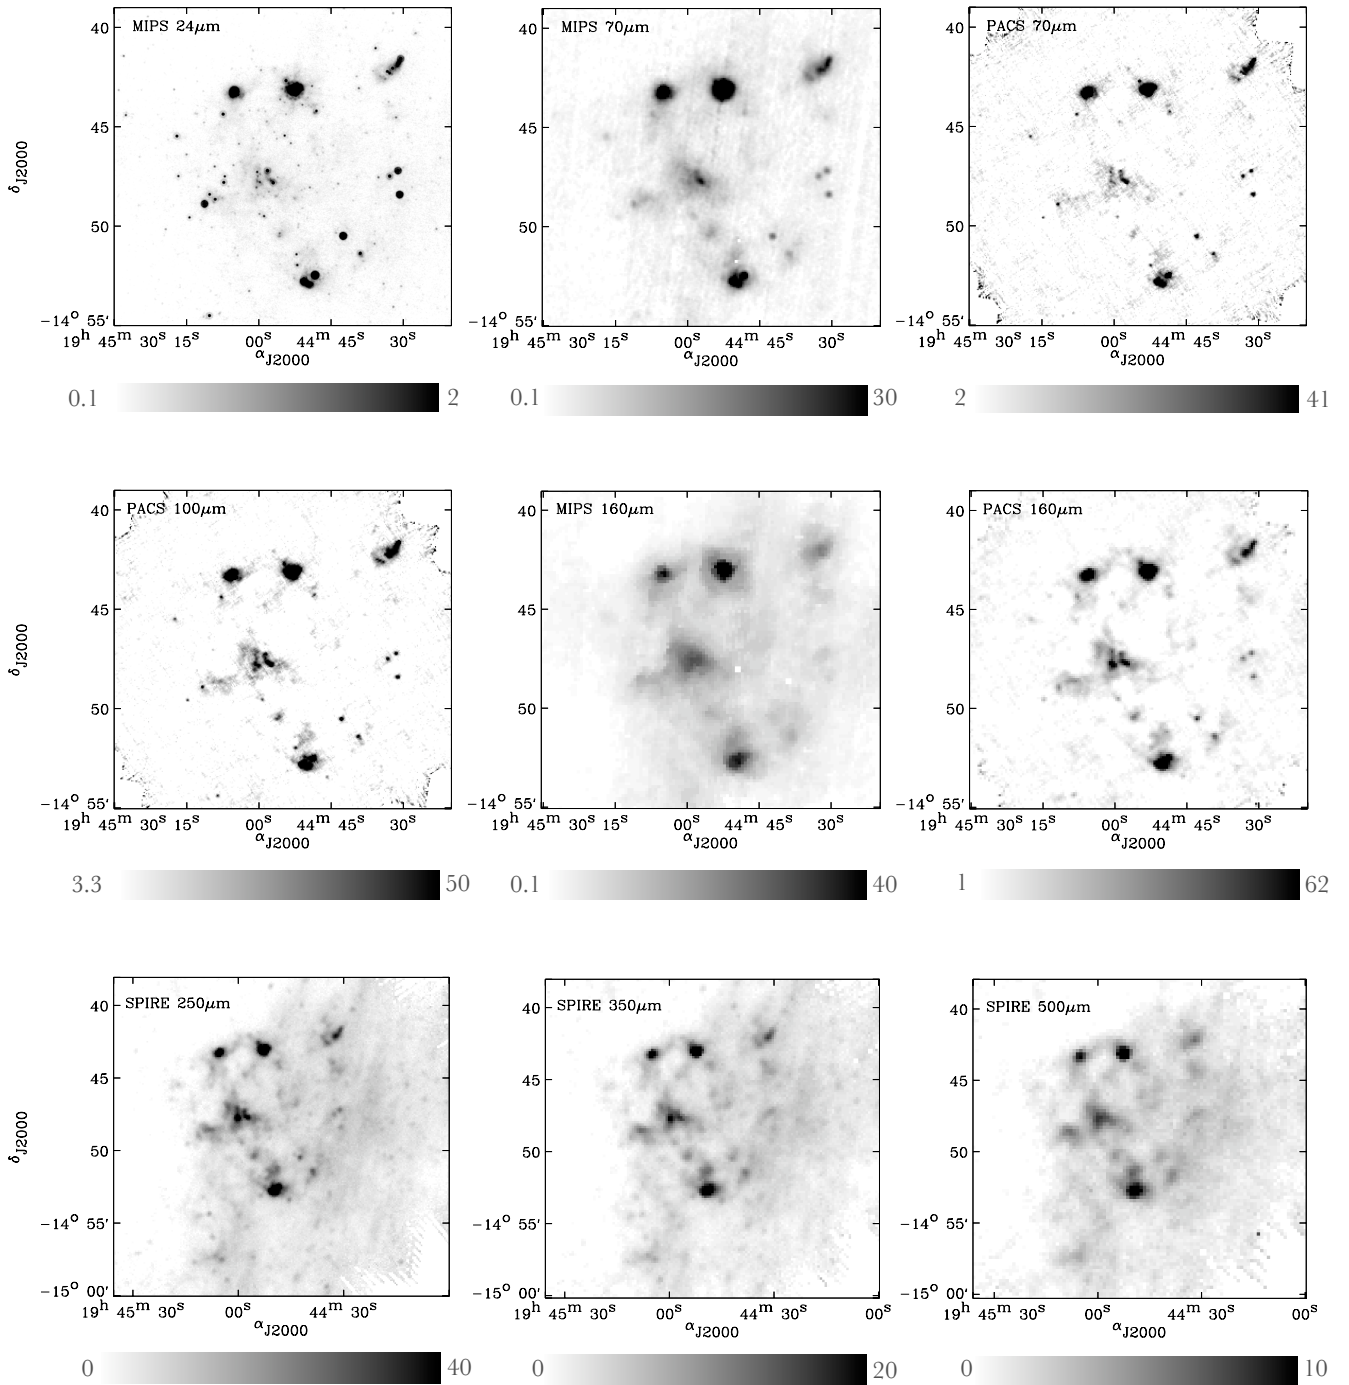 MIPS 24μm
MIPS 70μm
PACS 70μm
40
45
50
−14° 55′
δJ2000
40
45
50
−14° 55′
40
45
50
−14° 55′
19h 45m 30s 15s 00s 44m 45s 30s
αJ2000
19h 45m 30s 15s 00s 44m 45s 30s
αJ2000
19h 45m 30s 15s 00s 44m 45s 30s
αJ2000
0.1 2
0.1 30
2 41
PACS 100μm
MIPS 160μm
PACS 160μm
40
45
50
−14° 55′
δJ2000
40
45
50
−14° 55′
40
45
50
−14° 55′
19h 45m 30s 15s 00s 44m 45s 30s
αJ2000
19h 45m 30s 15s 00s 44m 45s 30s
αJ2000
19h 45m 30s 15s 00s 44m 45s 30s
αJ2000
3.3 50
0.1 40
1 62
SPIRE 250μm
SPIRE 350μm
SPIRE 500μm
40
45
50
−14° 55′
−15° 00′
δJ2000
40
45
50
−14° 55′
−15° 00′
40
45
50
−14° 55′
−15° 00′
19h 45m 30s 00s 44m 30s
αJ2000
19h 45m 30s 00s 44m 30s 00s
αJ2000
19h 45m 30s 00s 44m 30s 00s
αJ2000
0 40
0 20
0 10